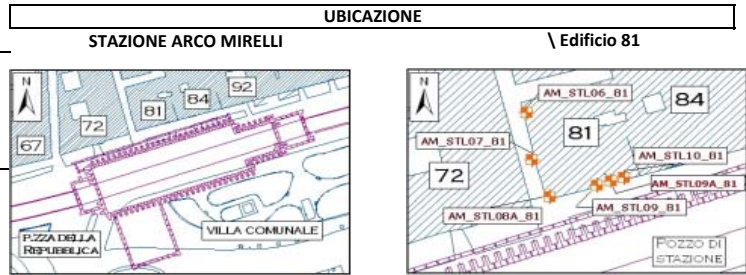 UBICAZIONE
STAZIONE ARCO MIRELLI
\ Edificio 81
N
67
72
81
84
92
P.ZZA DELLA
REPUBBLICA
VILLA COMUNALE
N
AM_STL06_81
84
81
AM_STL07_81
72
AM_STL10_81
AM_STL09A_81
AM_STL08A_81
AM_STL09_81
POZZO DI
STAZIONE